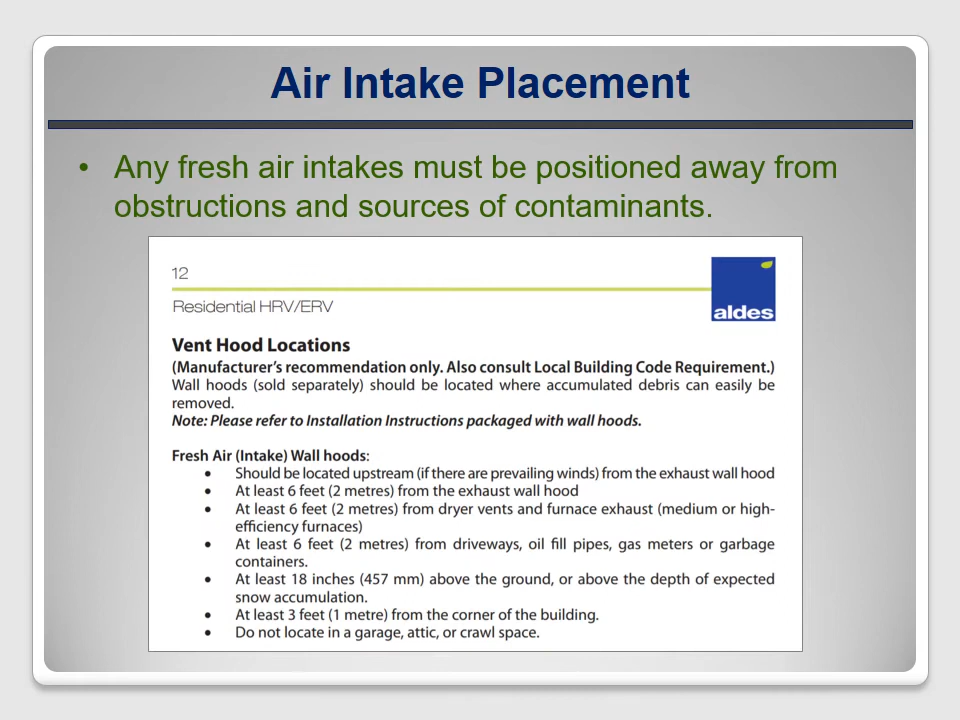 Air Intake Placement
• Any fresh air intakes must be positioned away from
obstructions and sources of contaminants.
12
aldes
Residential HRV/ERV
Vent Hood Locations
(Manufacturer's recommendation only. Also consult Local Building Code Requirement.)
Wall hoods (sold separately) should be located where accumulated debris can easily be
removed.
Note: Please refer to Installation Instructions packaged with wall hoods.
Fresh Air (Intake) Wall hoods:
• Should be located upstream (if there are prevailing winds) from the exhaust wall hood
• At least 6 feet (2 metres) from the exhaust wall hood
• At least 6 feet (2 metres) from dryer vents and furnace exhaust (medium or high-
efficiency furnaces)
• At least 6 feet (2 metres) from driveways, oil fill pipes, gas meters or garbage
containers.
• At least 18 inches (457 mm) above the ground, or above the depth of expected
snow accumulation.
• At least 3 feet (1 metre) from the corner of the building.
• Do not locate in a garage, attic, or crawl space.